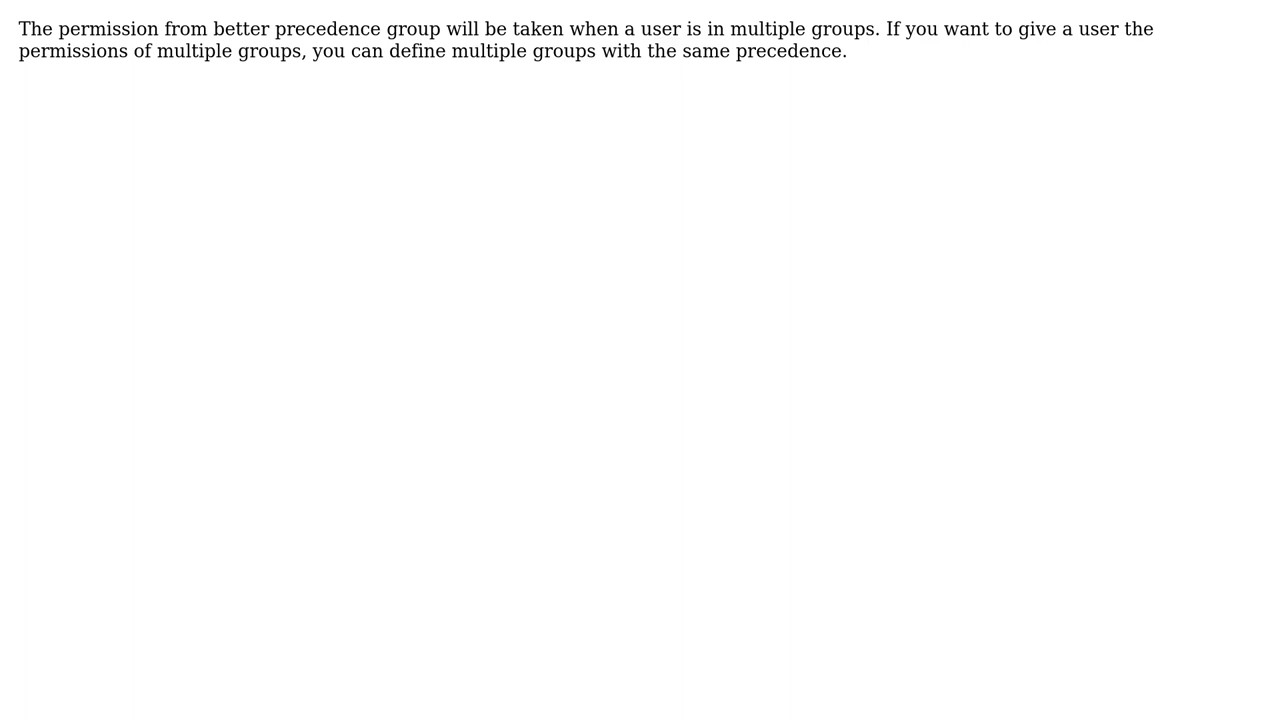 The permission from better precedence group will be taken when a user is in multiple groups. If you want to give a user the
permissions of multiple groups, you can define multiple groups with the same precedence.